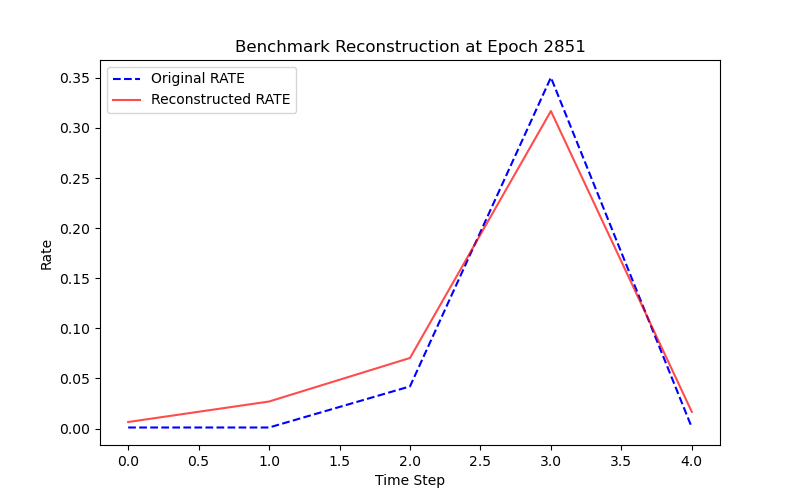 Benchmark Reconstruction at Epoch 2851
Original RATE
Reconstructed RATE
0.35
0.30
0.25
0.20
0.15
0.10
0.05
0.00
Rate
0.0 0.5 1.0 1.5 2.0 2.5 3.0 3.5 4.0
Time Step